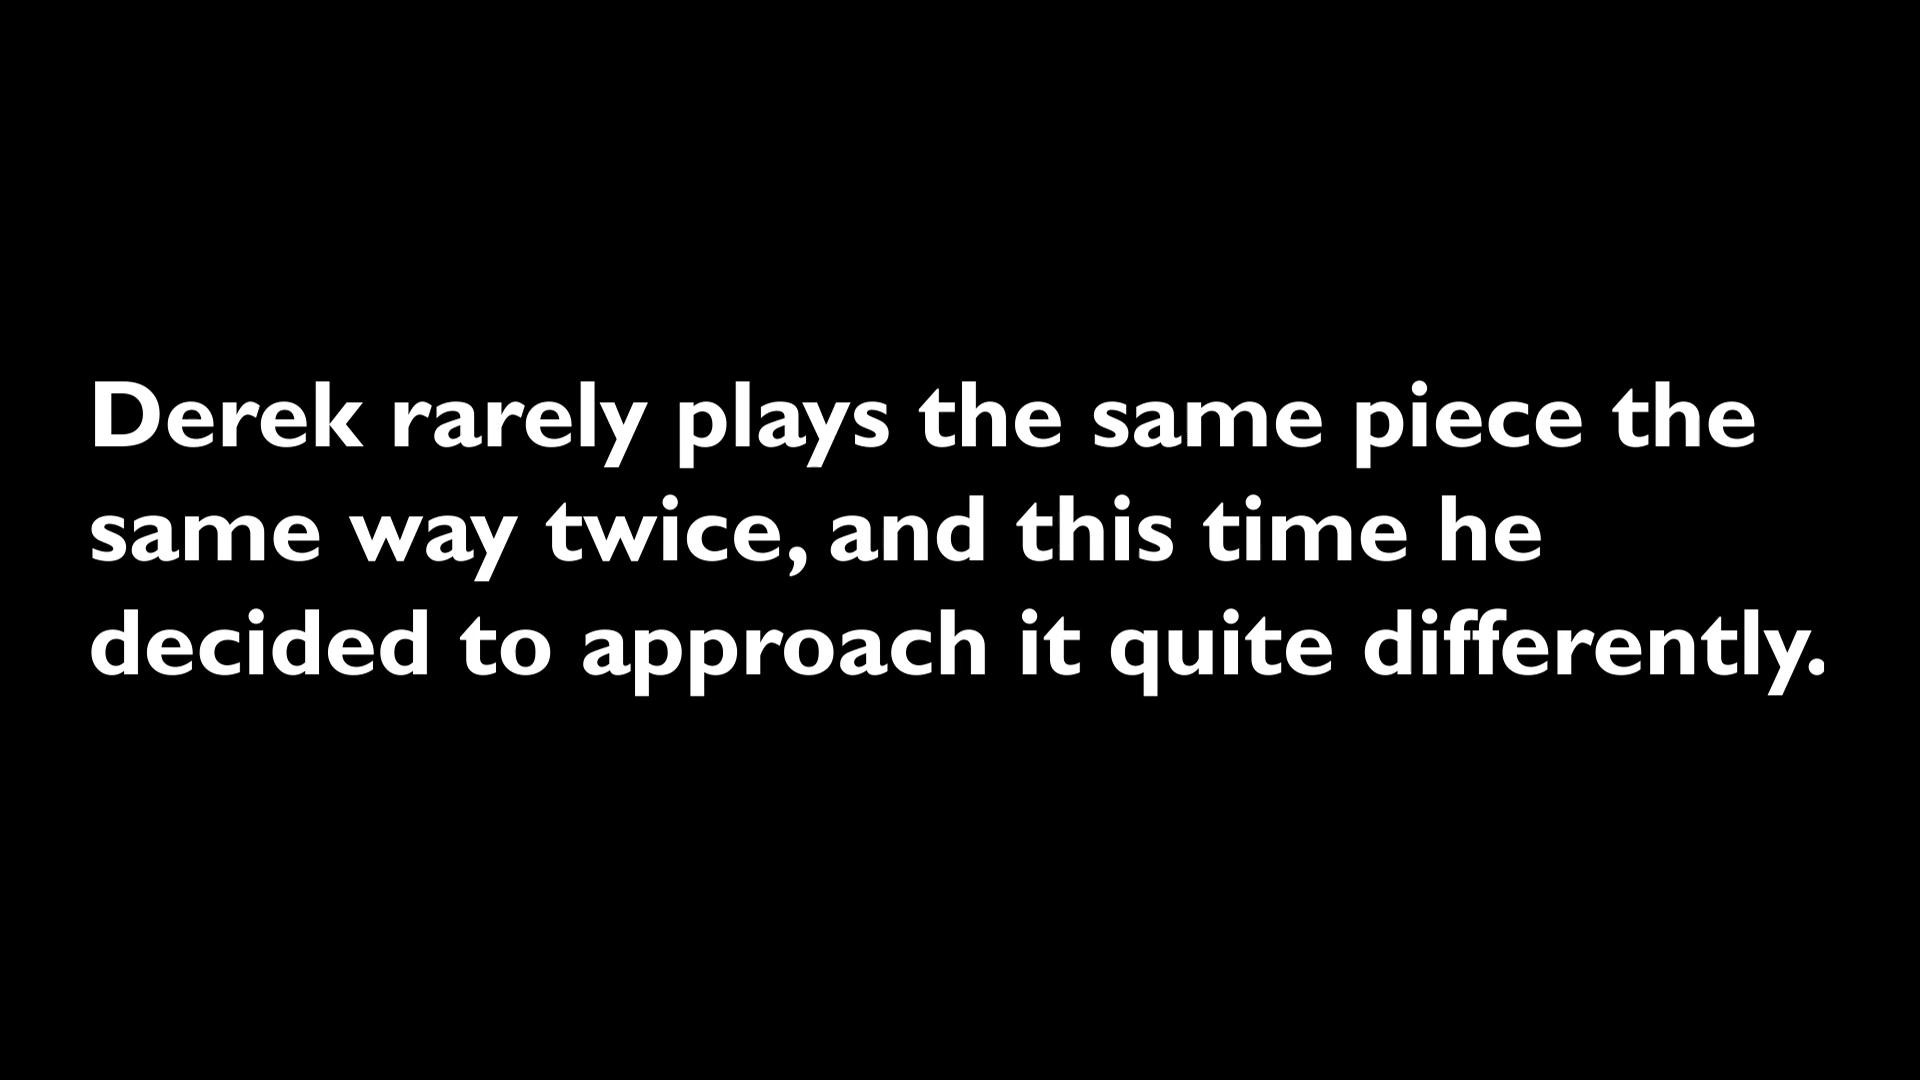 Derek rarely plays the same piece the
same way twice, and this time he
decided to approach it quite differently.